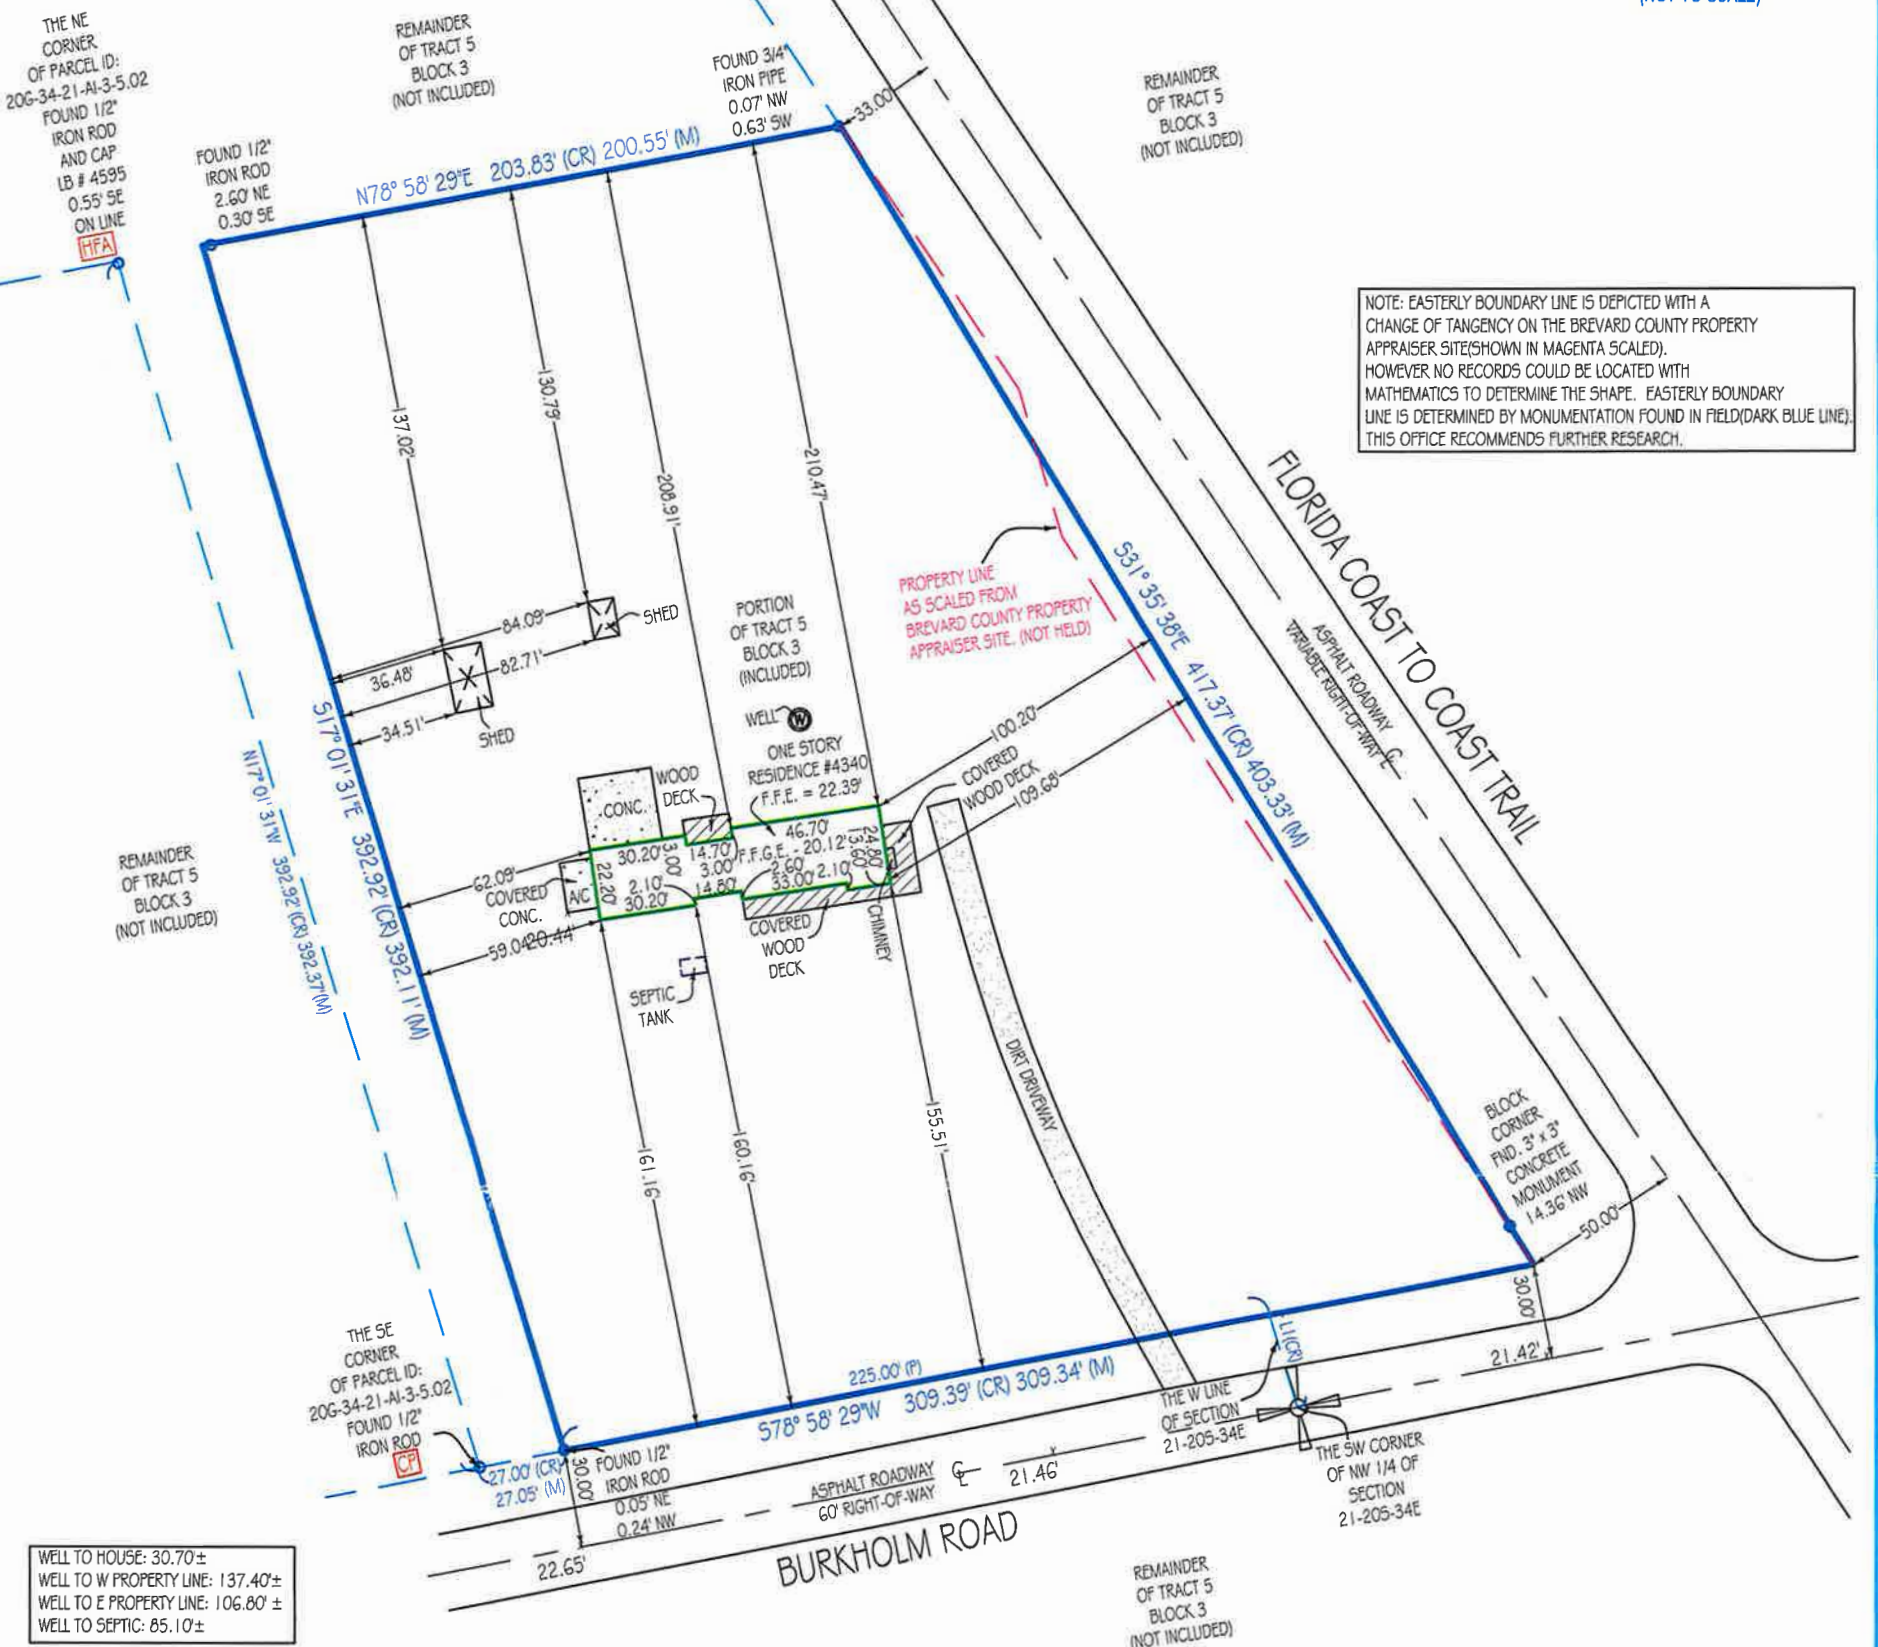 THE NE
CORNER
OF PARCEL ID:
20G-34-21-AI-3-5.02
FOUND 1/2"
IRON ROD
AND CAP
LB # 4595
0.55' SE
ON LINE
HFA
REMAINDER
OF TRACT 5
BLOCK 3
(NOT INCLUDED)
FOUND 1/2"
IRON ROD
2.60' NE
0.30' SE
FOUND 3/4"
IRON PIPE
0.07' NW
0.63' SW
33.00'
REMAINDER
OF TRACT 5
BLOCK 3
(NOT INCLUDED)
N78° 58' 29"E 203.83' (CR) 200.55' (M)
NOTE: EASTERLY BOUNDARY LINE IS DEPICTED WITH A
CHANGE OF TANGENCY ON THE BREVARD COUNTY PROPERTY
APPRAISER SITE(SHOWN IN MAGENTA SCALED).
HOWEVER NO RECORDS COULD BE LOCATED WITH
MATHEMATICS TO DETERMINE THE SHAPE. EASTERLY BOUNDARY
LINE IS DETERMINED BY MONUMENTATION FOUND IN FIELD(DARK BLUE LINE).
THIS OFFICE RECOMMENDS FURTHER RESEARCH.
137.02'
130.79'
208.91'
210.47'
FLORIDA COAST TO COAST TRAIL
ASPHALT ROADWAY
VARIABLE RIGHT-OF-WAY
PROPERTY LINE
AS SCALED FROM
BREVARD COUNTY PROPERTY
APPRAISER SITE. (NOT HELD)
S31° 35' 38"E 417.37' (CR) 403.33' (M)
84.09'
SHED
36.48'
82.71'
34.51'
SHED
PORTION
OF TRACT 5
BLOCK 3
(INCLUDED)
WELL
W
ONE STORY
RESIDENCE #4340
F.F.E. = 22.39'
100.20'
COVERED
WOOD DECK
109.68'
S17° 01' 31"E 392.92' (CR) 392.11' (M)
N17° 01' 31"W 392.92' (CR) 392.37'(M)
CONC.
WOOD
DECK
46.70'
30.20'
3.00'
14.70'
F.F.G.E. - 20.12'
24.80'
13.60'
22.20'
2.10'
30.20'
3.00'
14.80'
2.60'
33.00'
2.10'
62.09'
COVERED
CONC.
A/C
59.04'
20.44'
COVERED
WOOD
DECK
CHIMNEY
SEPTIC
TANK
REMAINDER
OF TRACT 5
BLOCK 3
(NOT INCLUDED)
DIRT DRIVEWAY
161.16'
160.16'
155.51'
BLOCK
CORNER
FND. 3" x 3"
CONCRETE
MONUMENT
14.36' NW
50.00'
30.00'
21.42'
L1(CR)
225.00' (P)
S78° 58' 29"W 309.39' (CR) 309.34' (M)
THE W LINE
OF SECTION
21-20S-34E
THE SW CORNER
OF NW 1/4 OF
SECTION
21-20S-34E
THE SE
CORNER
OF PARCEL ID:
20G-34-21-AI-3-5.02
FOUND 1/2"
IRON ROD
CP
27.00' (CR)
27.05' (M)
30.00'
FOUND 1/2"
IRON ROD
0.05' NE
0.24' NW
ASPHALT ROADWAY
60' RIGHT-OF-WAY
21.46'
22.65'
BURKHOLM ROAD
REMAINDER
OF TRACT 5
BLOCK 3
(NOT INCLUDED)
WELL TO HOUSE: 30.70'±
WELL TO W PROPERTY LINE: 137.40'±
WELL TO E PROPERTY LINE: 106.80' ±
WELL TO SEPTIC: 85.10'±